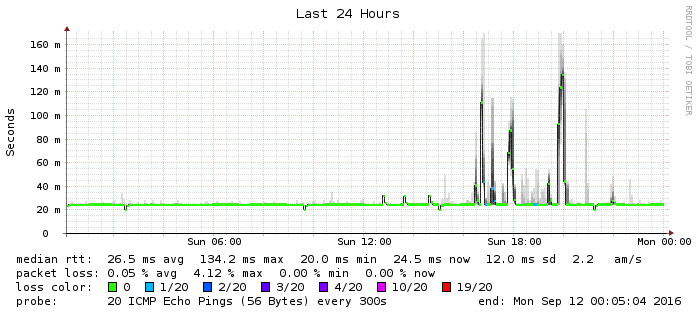 Last 24 Hours
RRDTOOL / TOBI OETIKER
Seconds
160 m
140 m
120 m
100 m
80 m
60 m
40 m
20 m
0
Sun 06:00 Sun 12:00 Sun 18:00 Mon 00:00
median rtt: 26.5 ms avg 134.2 ms max 20.0 ms min 24.5 ms now 12.0 ms sd 2.2 am/s
packet loss: 0.05 % avg 4.12 % max 0.00 % min 0.00 % now
loss color: 0 1/20 2/20 3/20 4/20 10/20 19/20
probe: 20 ICMP Echo Pings (56 Bytes) every 300s end: Mon Sep 12 00:05:04 2016